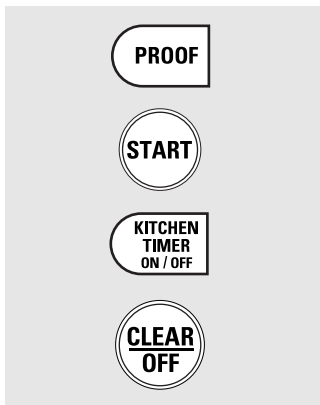 PROOF
START
KITCHEN
TIMER
ON / OFF
CLEAR
OFF